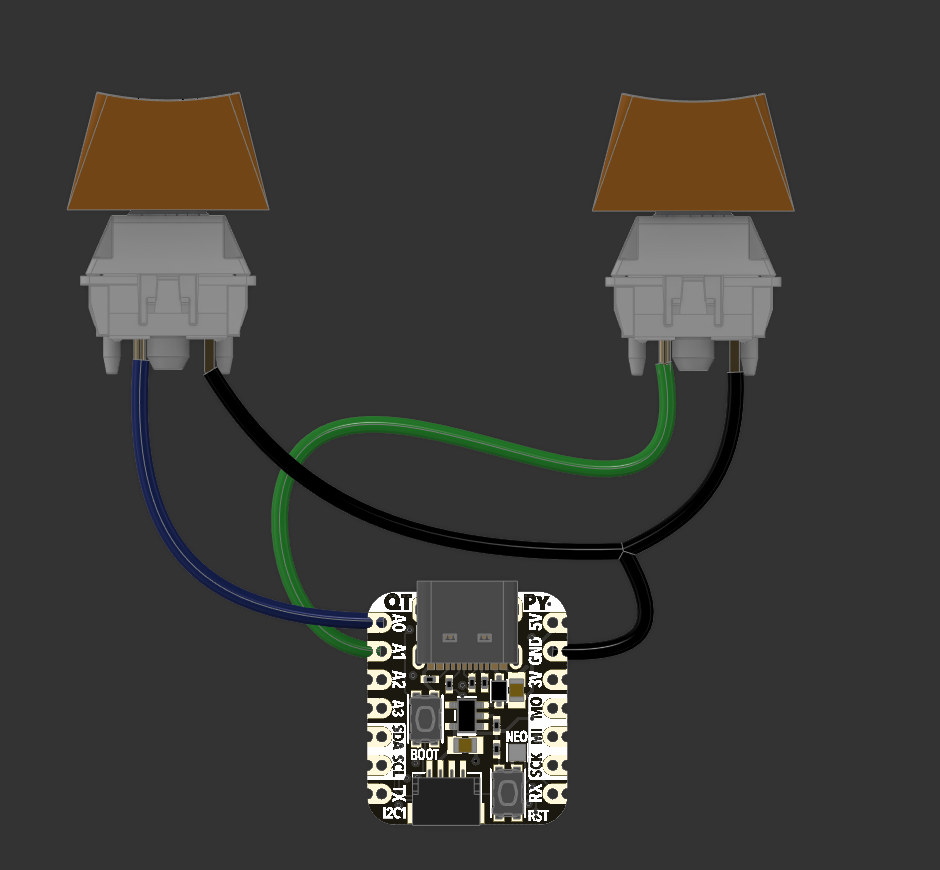 QT PY
A0
A1
A2
A3
SDA
SCL
TX
5V
GND
3V
MO
MI
SCK
RX
BOOT
NEO
I2C1
RST